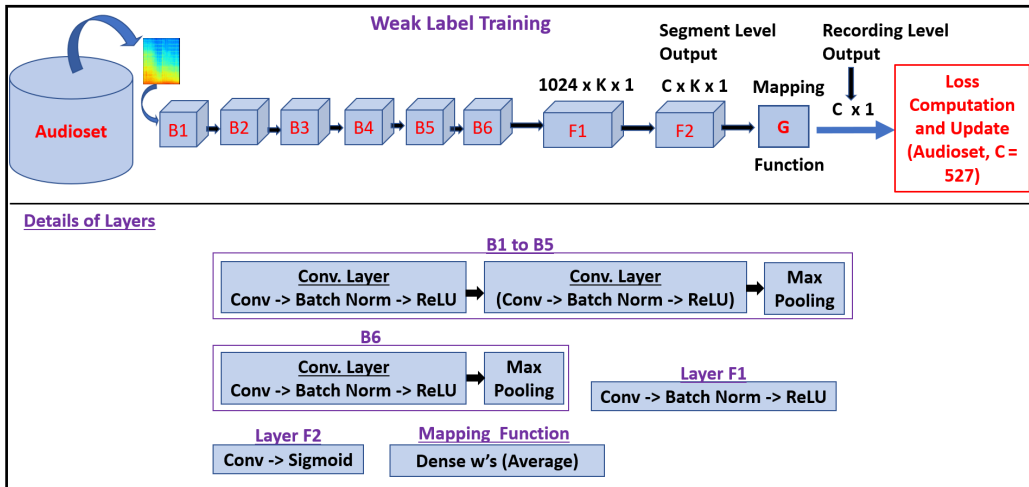 Weak Label Training
Segment Level
Output
Recording Level
Output
1024 x K x 1
C x K x 1
Mapping
C x 1
Audioset
B1
B2
B3
B4
B5
B6
F1
F2
G
Function
Loss
Computation
and Update
(Audioset, C =
527)
Details of Layers
B1 to B5
Conv. Layer
Conv -> Batch Norm -> ReLU
Conv. Layer
(Conv -> Batch Norm -> ReLU)
Max
Pooling
B6
Conv. Layer
Conv -> Batch Norm -> ReLU
Max
Pooling
Layer F1
Conv -> Batch Norm -> ReLU
Layer F2
Conv -> Sigmoid
Mapping Function
Dense w's (Average)